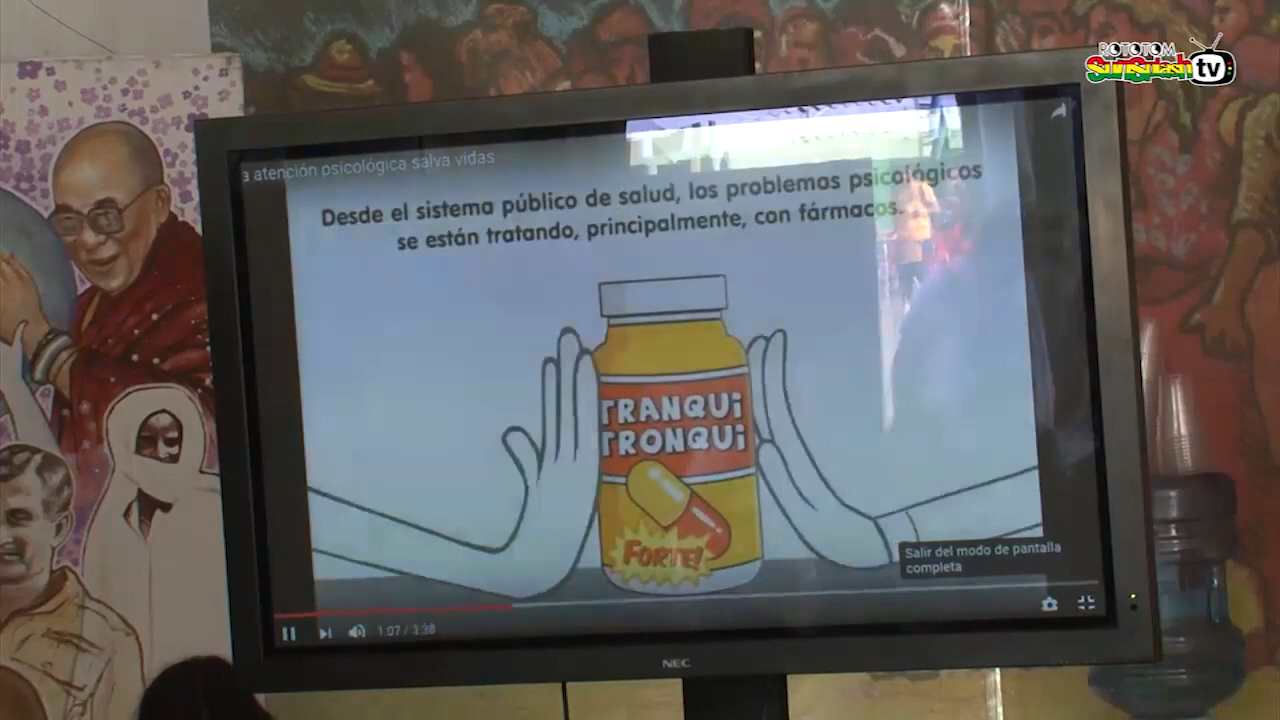 ROTOTOM
SunSplash tv
a atención psicológica salva vidas
Desde el sistema público de salud, los problemas psicológicos
se están tratando, principalmente, con fármacos.
TRANQUi
TRONQUi
FORTE!
Salir del modo de pantalla
completa
1:07 / 3:38
NEC